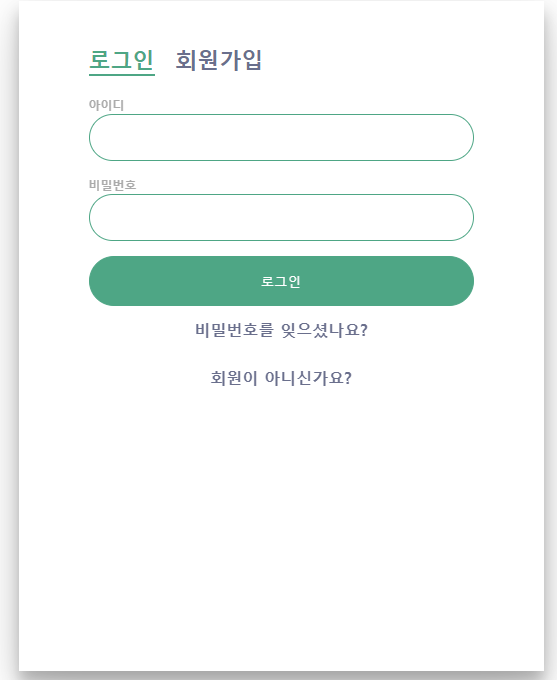 로그인 회원가입
아이디
비밀번호
로그인
비밀번호를 잊으셨나요?
회원이 아니신가요?